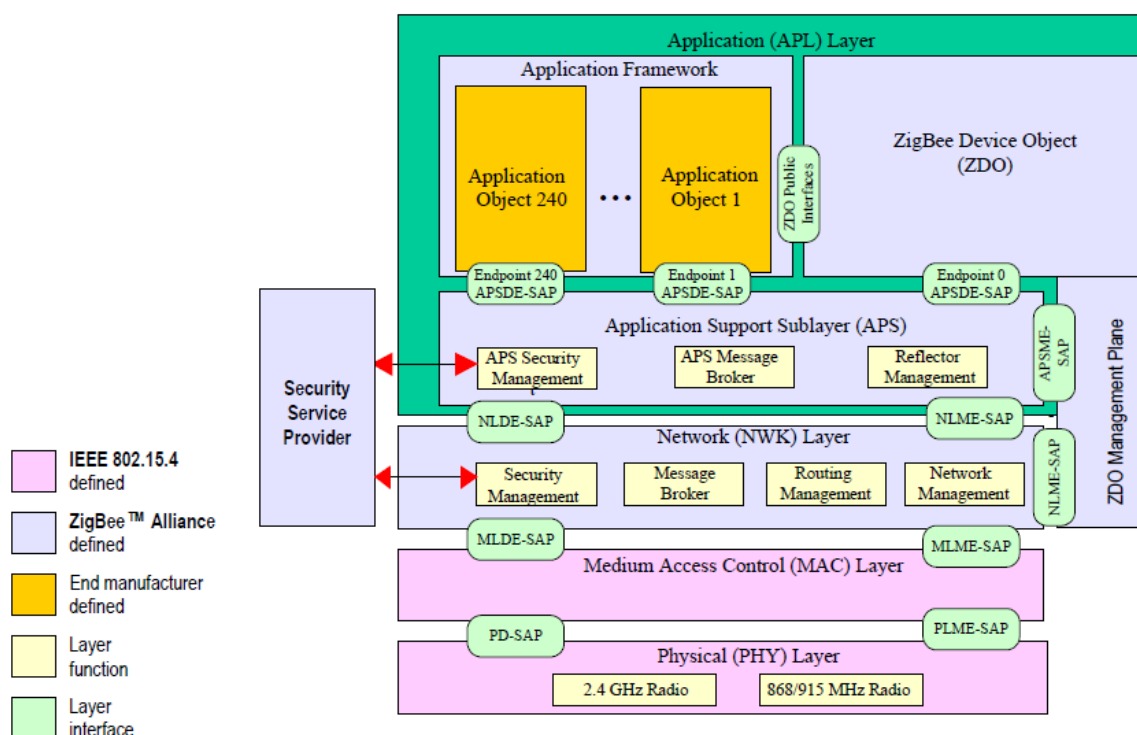 Application (APL) Layer
Application Framework
Application
Object 240
• • •
Application
Object 1
ZDO Public
Interfaces
ZigBee Device Object
(ZDO)
Endpoint 240
APSDE-SAP
Endpoint 1
APSDE-SAP
Endpoint 0
APSDE-SAP
Application Support Sublayer (APS)
APS Security
Management
APS Message
Broker
Reflector
Management
APSME-
SAP
Security
Service
Provider
NLDE-SAP
NLME-SAP
Network (NWK) Layer
Security
Management
Message
Broker
Routing
Management
Network
Management
NLME-SAP
ZDO Management Plane
MLDE-SAP
MLME-SAP
Medium Access Control (MAC) Layer
PD-SAP
PLME-SAP
Physical (PHY) Layer
2.4 GHz Radio
868/915 MHz Radio
IEEE 802.15.4
defined
ZigBee™ Alliance
defined
End manufacturer
defined
Layer
function
Layer
interface